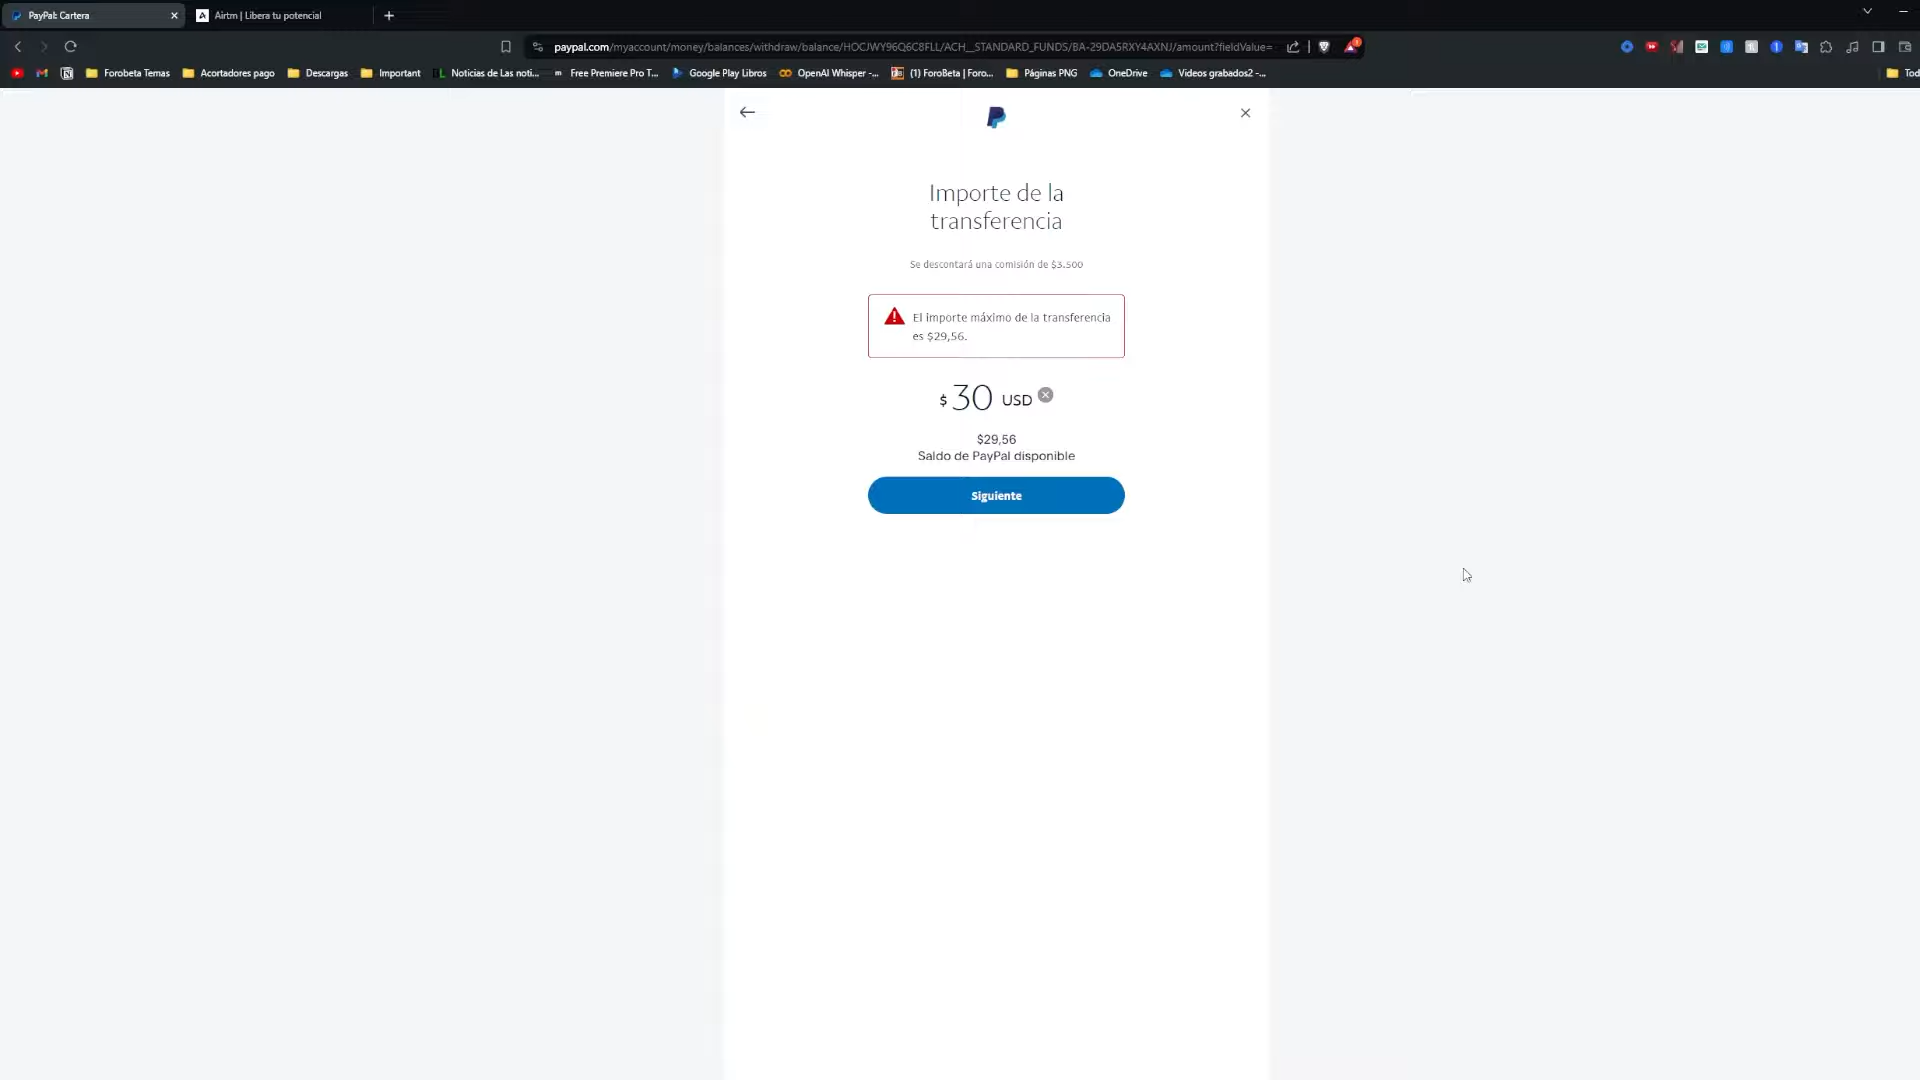 PayPal: Cartera
Airtm | Libera tu potencial
paypal.com/myaccount/money/balances/withdraw/balance/HOCJWY96Q6C8FLL/ACH__STANDARD_FUNDS/BA-29DA5RXY4AXNJ/amount?fieldValue=
Forobeta Temas
Acortadores pago
Descargas
Important
Noticias de Las noti...
Free Premiere Pro T...
Google Play Libros
OpenAI Whisper -...
(1) ForoBeta | Foro...
Páginas PNG
OneDrive
Videos grabados2 -...
Tod
Importe de la
transferencia
Se descontará una comisión de $3.500
El importe máximo de la transferencia
es $29,56.
$ 30 USD
$29,56
Saldo de PayPal disponible
Siguiente